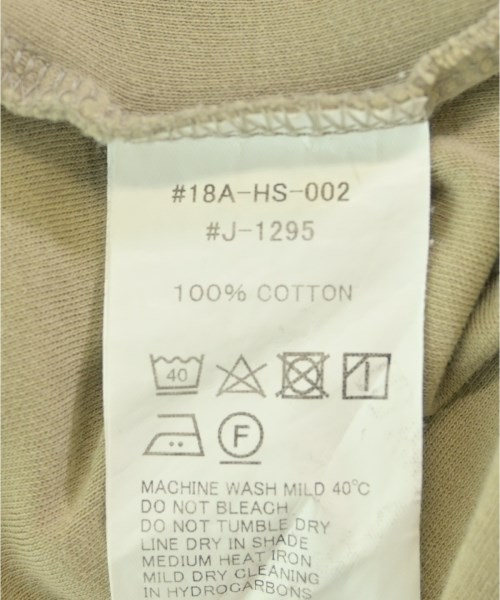 #18A-HS-002
#J-1295
100% COTTON
40
F
MACHINE WASH MILD 40°C
DO NOT BLEACH
DO NOT TUMBLE DRY
LINE DRY IN SHADE
MEDIUM HEAT IRON
MILD DRY CLEANING
IN HYDROCARBONS